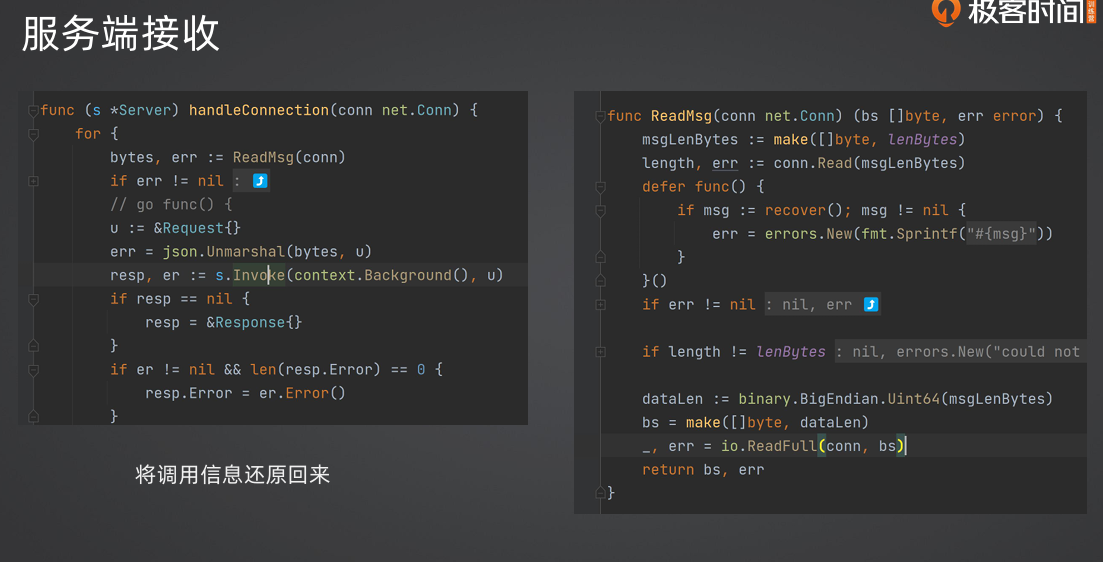 服务端接收
极客时间
训练营
func (s *Server) handleConnection(conn net.Conn) {
for {
bytes, err := ReadMsg(conn)
if err != nil :
// go func() {
u := &Request{}
err = json.Unmarshal(bytes, u)
resp, er := s.Invoke(context.Background(), u)
if resp == nil {
resp = &Response{}
}
if er != nil && len(resp.Error) == 0 {
resp.Error = er.Error()
}
将调用信息还原回来
func ReadMsg(conn net.Conn) (bs []byte, err error) {
msgLenBytes := make([]byte, lenBytes)
length, err := conn.Read(msgLenBytes)
defer func() {
if msg := recover(); msg != nil {
err = errors.New(fmt.Sprintf("#{msg}"))
}
}()
if err != nil : nil, err
if length != lenBytes : nil, errors.New("could not
dataLen := binary.BigEndian.Uint64(msgLenBytes)
bs = make([]byte, dataLen)
_, err = io.ReadFull(conn, bs)
return bs, err
}